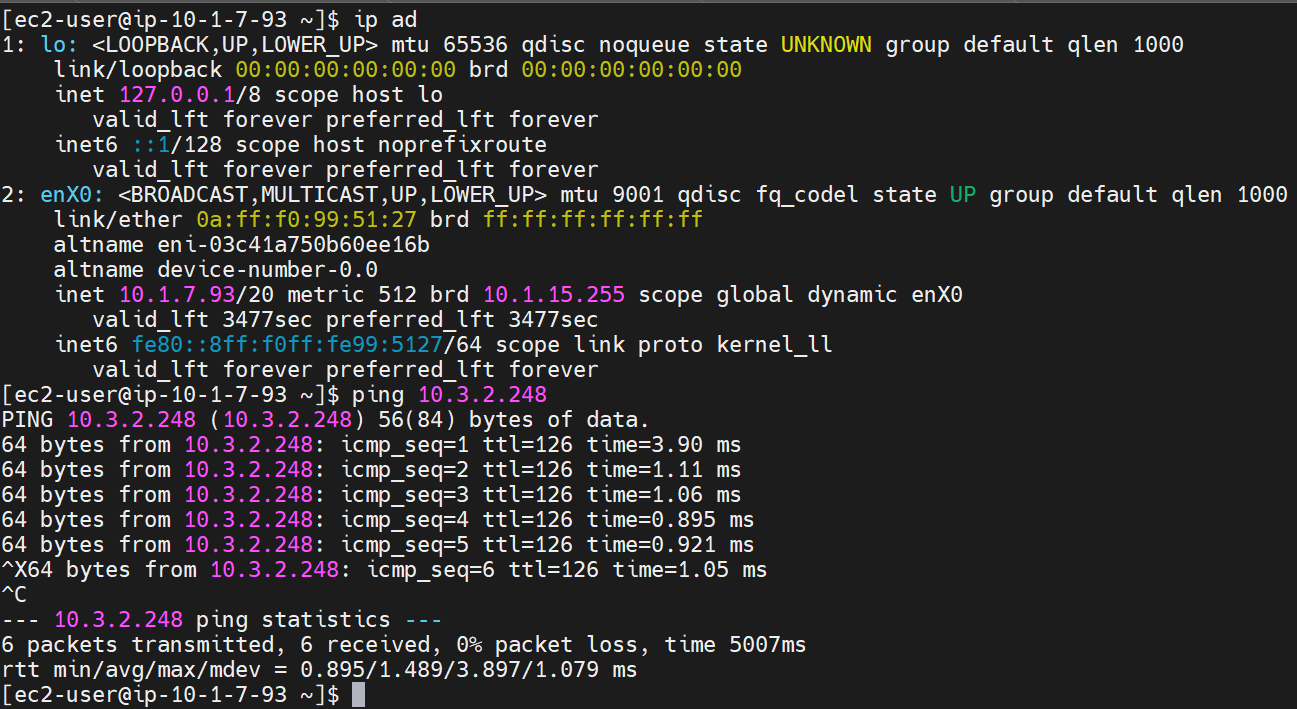 [ec2-user@ip-10-1-7-93 ~]$ ip ad
1: lo: <LOOPBACK,UP,LOWER_UP> mtu 65536 qdisc noqueue state UNKNOWN group default qlen 1000
    link/loopback 00:00:00:00:00:00 brd 00:00:00:00:00:00
    inet 127.0.0.1/8 scope host lo
       valid_lft forever preferred_lft forever
    inet6 ::1/128 scope host noprefixroute
       valid_lft forever preferred_lft forever
2: enX0: <BROADCAST,MULTICAST,UP,LOWER_UP> mtu 9001 qdisc fq_codel state UP group default qlen 1000
    link/ether 0a:ff:f0:99:51:27 brd ff:ff:ff:ff:ff:ff
    altname eni-03c41a750b60ee16b
    altname device-number-0.0
    inet 10.1.7.93/20 metric 512 brd 10.1.15.255 scope global dynamic enX0
       valid_lft 3477sec preferred_lft 3477sec
    inet6 fe80::8ff:f0ff:fe99:5127/64 scope link proto kernel_ll
       valid_lft forever preferred_lft forever
[ec2-user@ip-10-1-7-93 ~]$ ping 10.3.2.248
PING 10.3.2.248 (10.3.2.248) 56(84) bytes of data.
64 bytes from 10.3.2.248: icmp_seq=1 ttl=126 time=3.90 ms
64 bytes from 10.3.2.248: icmp_seq=2 ttl=126 time=1.11 ms
64 bytes from 10.3.2.248: icmp_seq=3 ttl=126 time=1.06 ms
64 bytes from 10.3.2.248: icmp_seq=4 ttl=126 time=0.895 ms
64 bytes from 10.3.2.248: icmp_seq=5 ttl=126 time=0.921 ms
^X64 bytes from 10.3.2.248: icmp_seq=6 ttl=126 time=1.05 ms
^C
--- 10.3.2.248 ping statistics ---
6 packets transmitted, 6 received, 0% packet loss, time 5007ms
rtt min/avg/max/mdev = 0.895/1.489/3.897/1.079 ms
[ec2-user@ip-10-1-7-93 ~]$